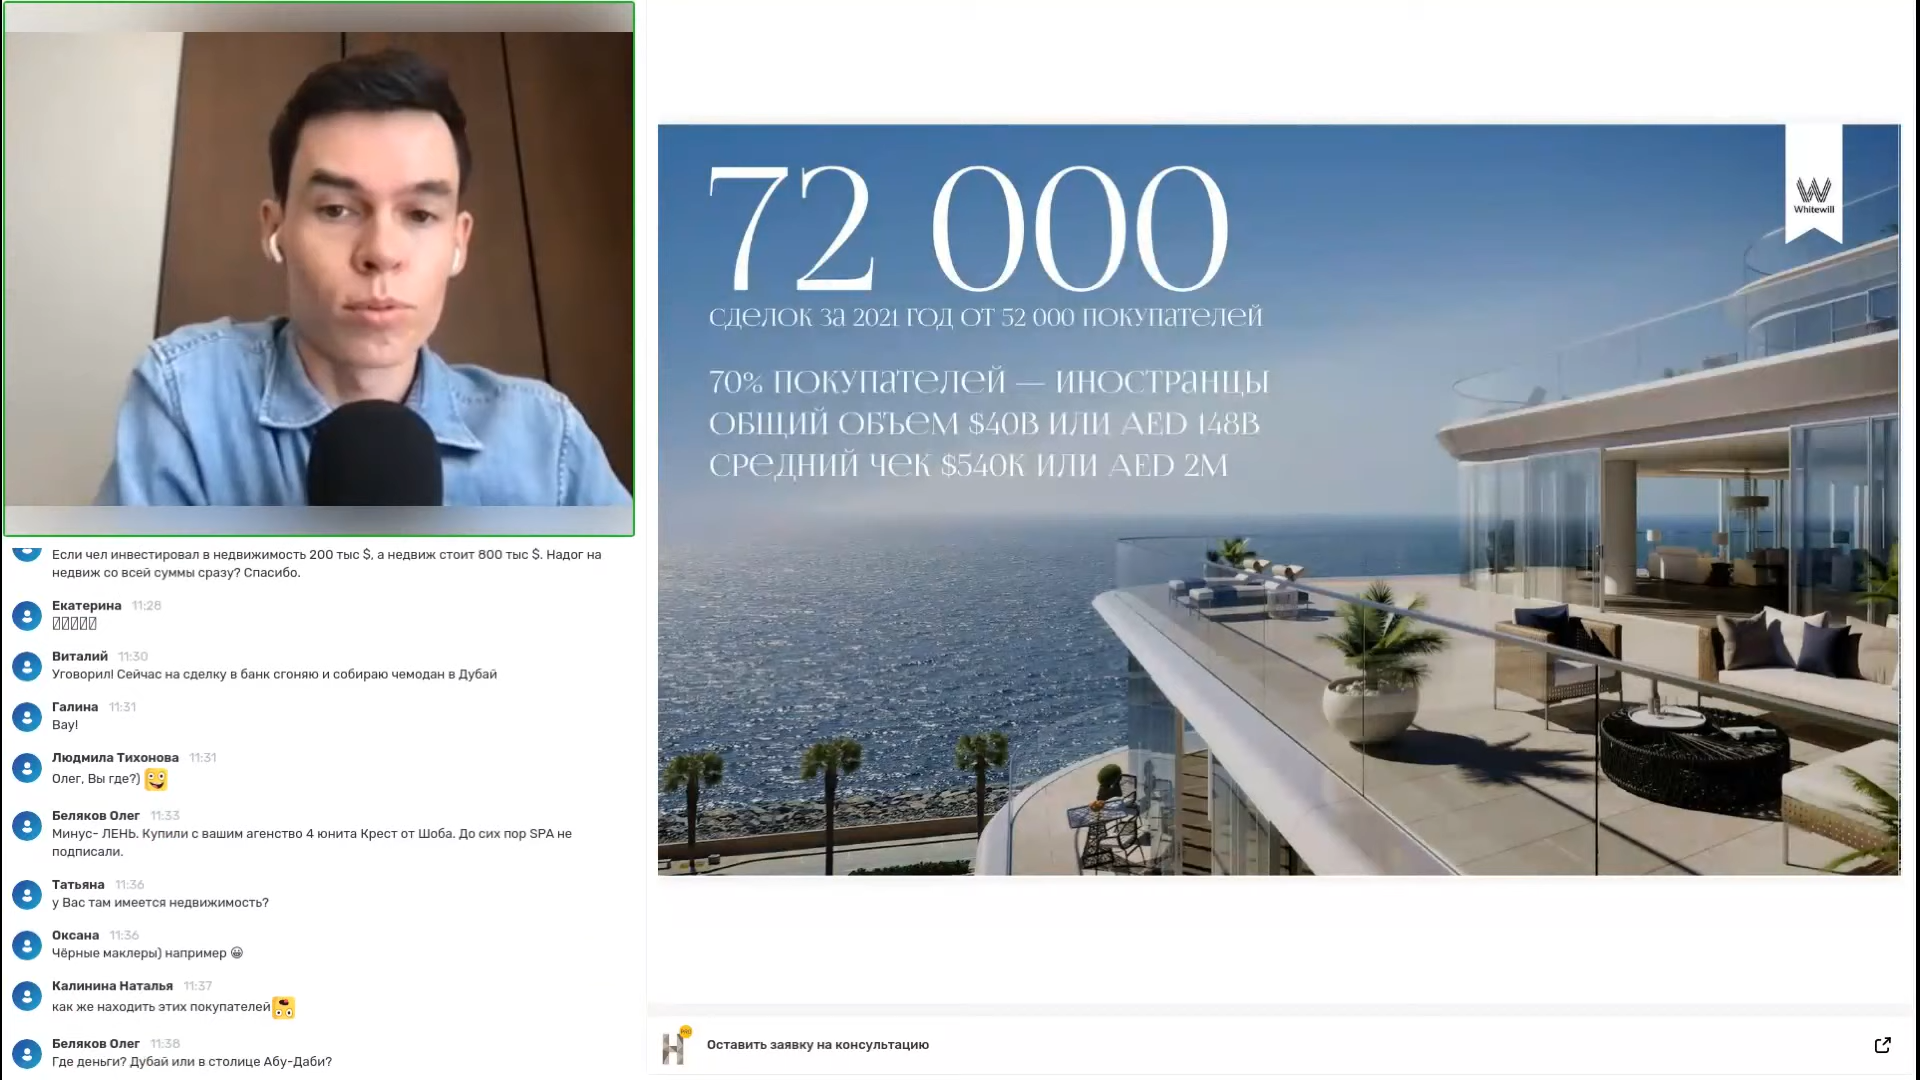 72 000
сделок за 2021 год от 52 000 покупателей
70% покупателей — иностранцы
общий объем $40B или AED 148B
средний чек $540K или AED 2M
Whitewill
Если чел инвестировал в недвижимость 200 тыс $, а недвиж стоит 800 тыс $. Надог на
недвиж со всей суммы сразу? Спасибо.
Екатерина 11:28
Виталий 11:30
Уговорил! Сейчас на сделку в банк сгоняю и собираю чемодан в Дубай
Галина 11:31
Вау!
Людмила Тихонова 11:31
Олег, Вы где?)
Беляков Олег 11:33
Минус- ЛЕНЬ. Купили с вашим агенство 4 юнита Крест от Шоба. До сих пор SPA не
подписали.
Татьяна 11:36
у Вас там имеется недвижимость?
Оксана 11:36
Чёрные маклеры) например 😀
Калинина Наталья 11:37
как же находить этих покупателей
Беляков Олег 11:38
Где деньги? Дубай или в столице Абу-Даби?
PRO
Н
Оставить заявку на консультацию